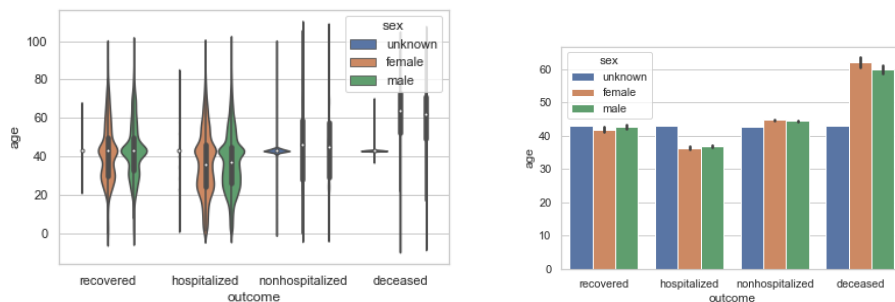 sex
unknown
female
male
100
80
60
40
20
0
age
recovered
hospitalized
nonhospitalized
deceased
outcome
sex
unknown
female
male
60
50
40
30
20
10
0
age
recovered
hospitalized
nonhospitalized
deceased
outcome